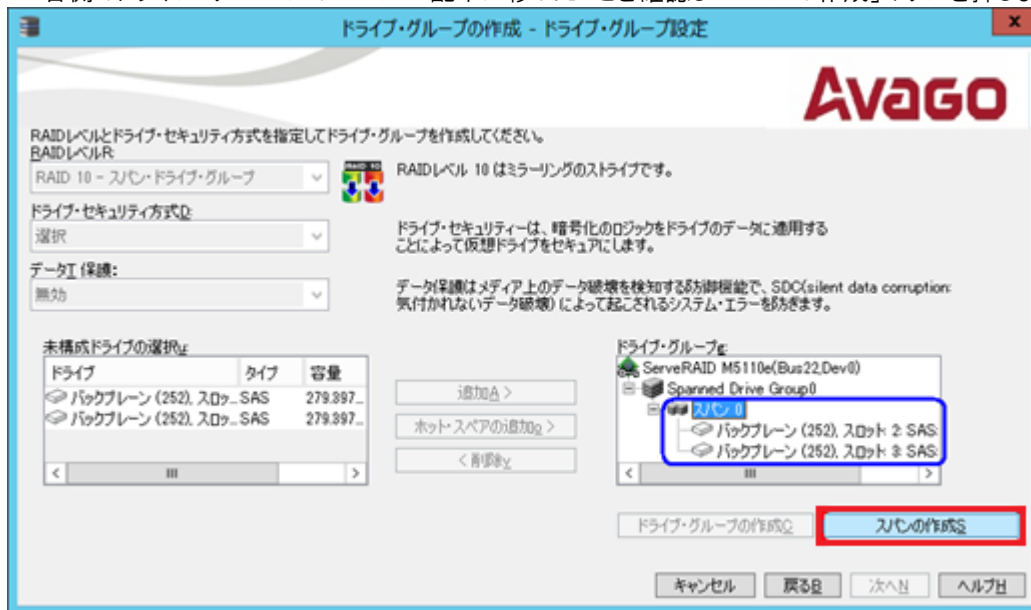 ドライブ・グループの作成 - ドライブ・グループ設定
x
Avago
RAIDレベルとドライブ・セキュリティ方式を指定してドライブ・グループを作成してください。
RAIDレベルR:
RAID 10 - スパン・ドライブ・グループ
RAID 10
RAIDレベル 10 はミラーリングのストライプです。
ドライブ・セキュリティ方式D:
選択
ドライブ・セキュリティーは、暗号化のロジックをドライブのデータに適用する
ことによって仮想ドライブをセキュアにします。
データI 保護:
無効
データ保護はメディア上のデータ破壊を検知する防御機能で、SDC(silent data corruption:
気付かれないデータ破壊) によって起こされるシステム・エラーを防ぎます。
未構成ドライブの選択u:
ドライブ タイプ 容量
バックプレーン (252), スロッ... SAS 279.397...
バックプレーン (252), スロッ... SAS 279.397...
追加A >
ホット・スペアの追加o >
< 削除v
ドライブ・グループg:
ServeRAID M5110e(Bus22,Dev0)
Spanned Drive Group0
スパン 0
バックプレーン (252), スロット: 2: SAS:
バックプレーン (252), スロット: 3: SAS:
ドライブ・グループの作成C
スパンの作成S
キャンセル
戻るB
次へN
ヘルプH